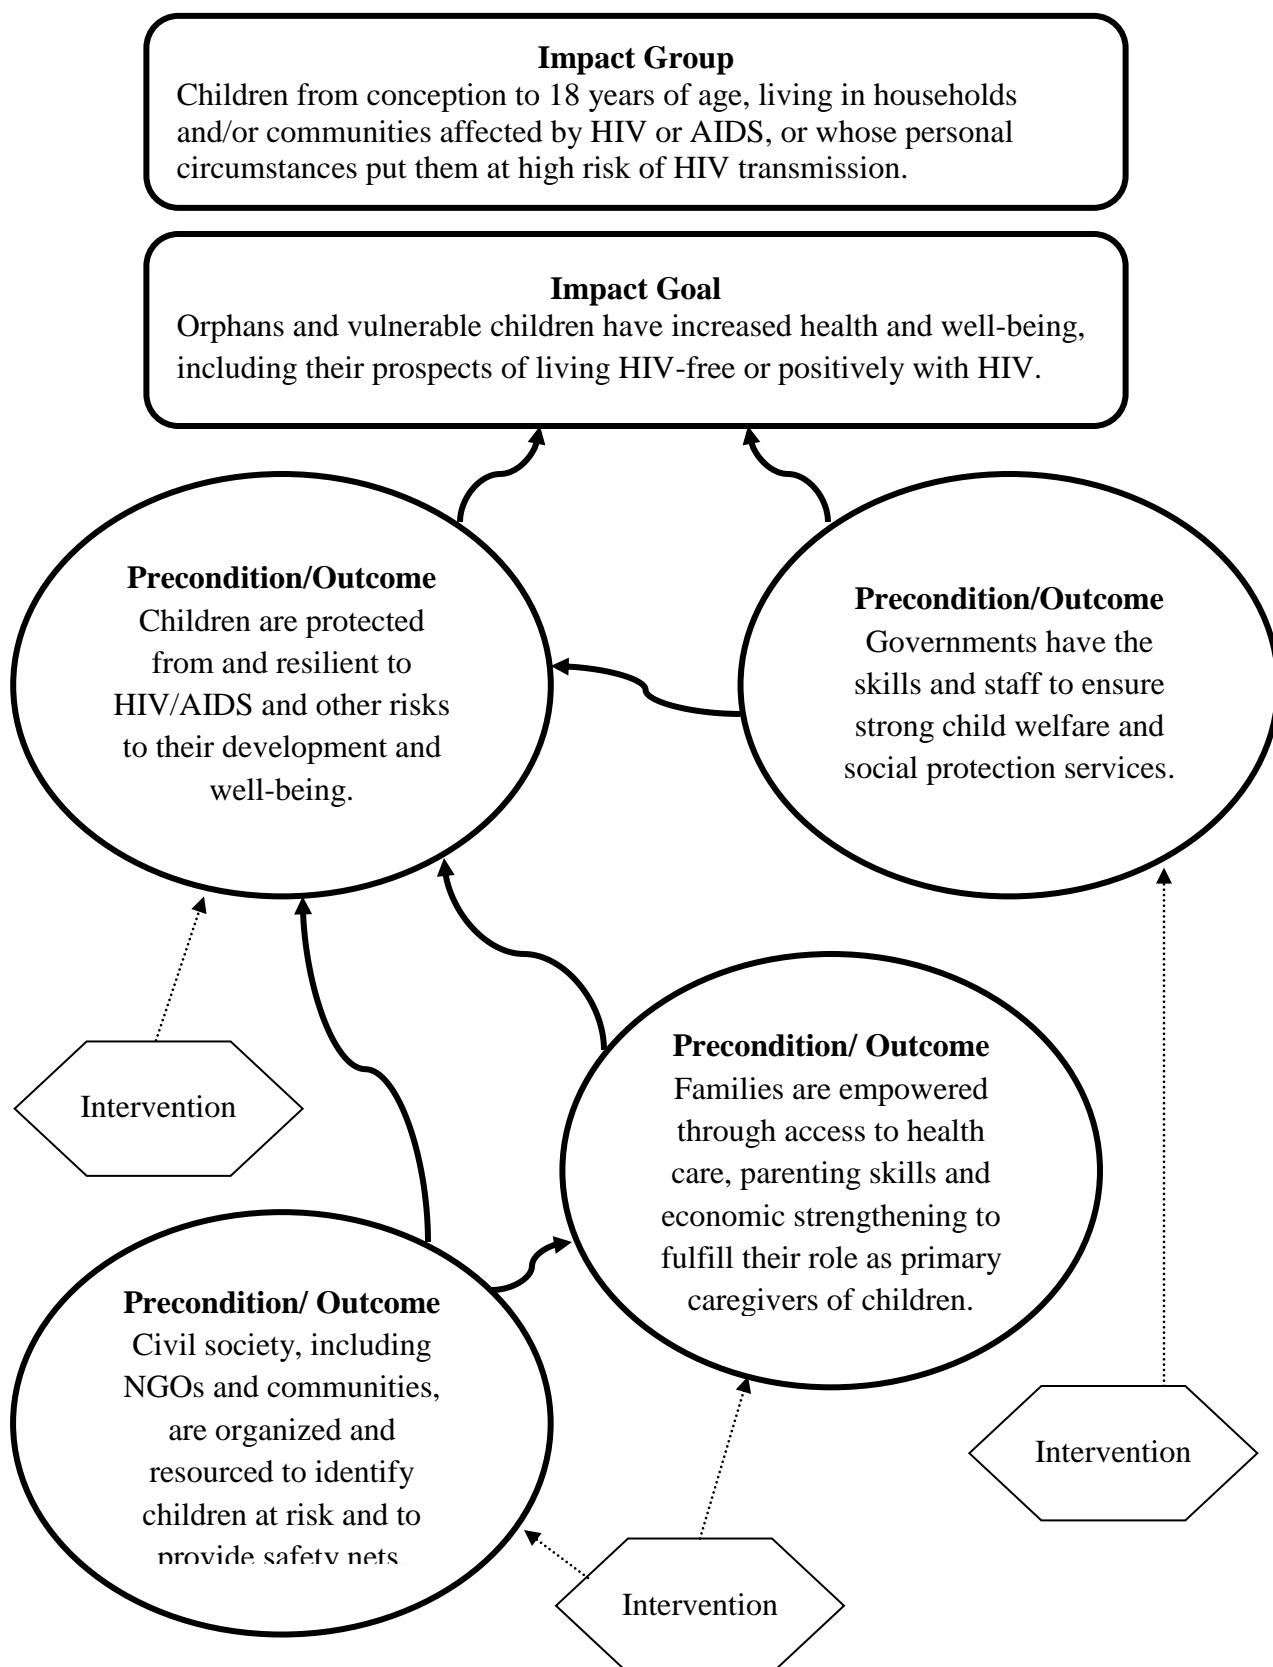 Impact Group
Children from conception to 18 years of age, living in households
and/or communities affected by HIV or AIDS, or whose personal
circumstances put them at high risk of HIV transmission.
Impact Goal
Orphans and vulnerable children have increased health and well-being,
including their prospects of living HIV-free or positively with HIV.
Precondition/Outcome
Children are protected
from and resilient to
HIV/AIDS and other risks
to their development and
well-being.
Precondition/Outcome
Governments have the
skills and staff to ensure
strong child welfare and
social protection services.
Intervention
Precondition/ Outcome
Families are empowered
through access to health
care, parenting skills and
economic strengthening to
fulfill their role as primary
caregivers of children.
Precondition/ Outcome
Civil society, including
NGOs and communities,
are organized and
resourced to identify
children at risk and to
provide safety nets
Intervention
Intervention